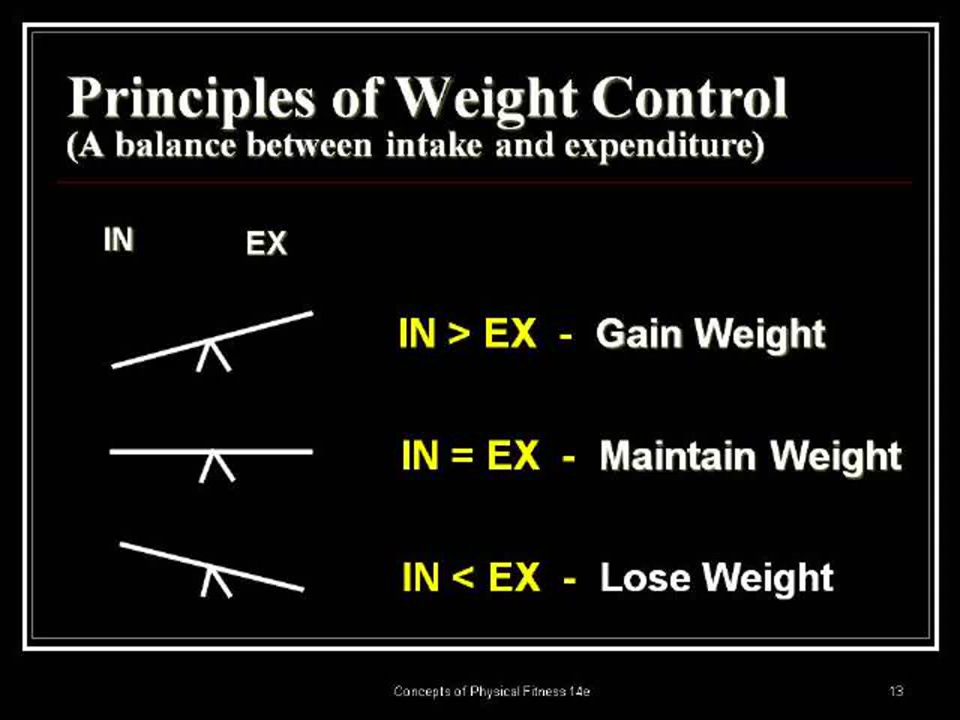 Principles of Weight Control
(A balance between intake and expenditure)
IN EX
IN > EX - Gain Weight
IN = EX - Maintain Weight
IN < EX - Lose Weight
Concepts of Physical Fitness 14e 13